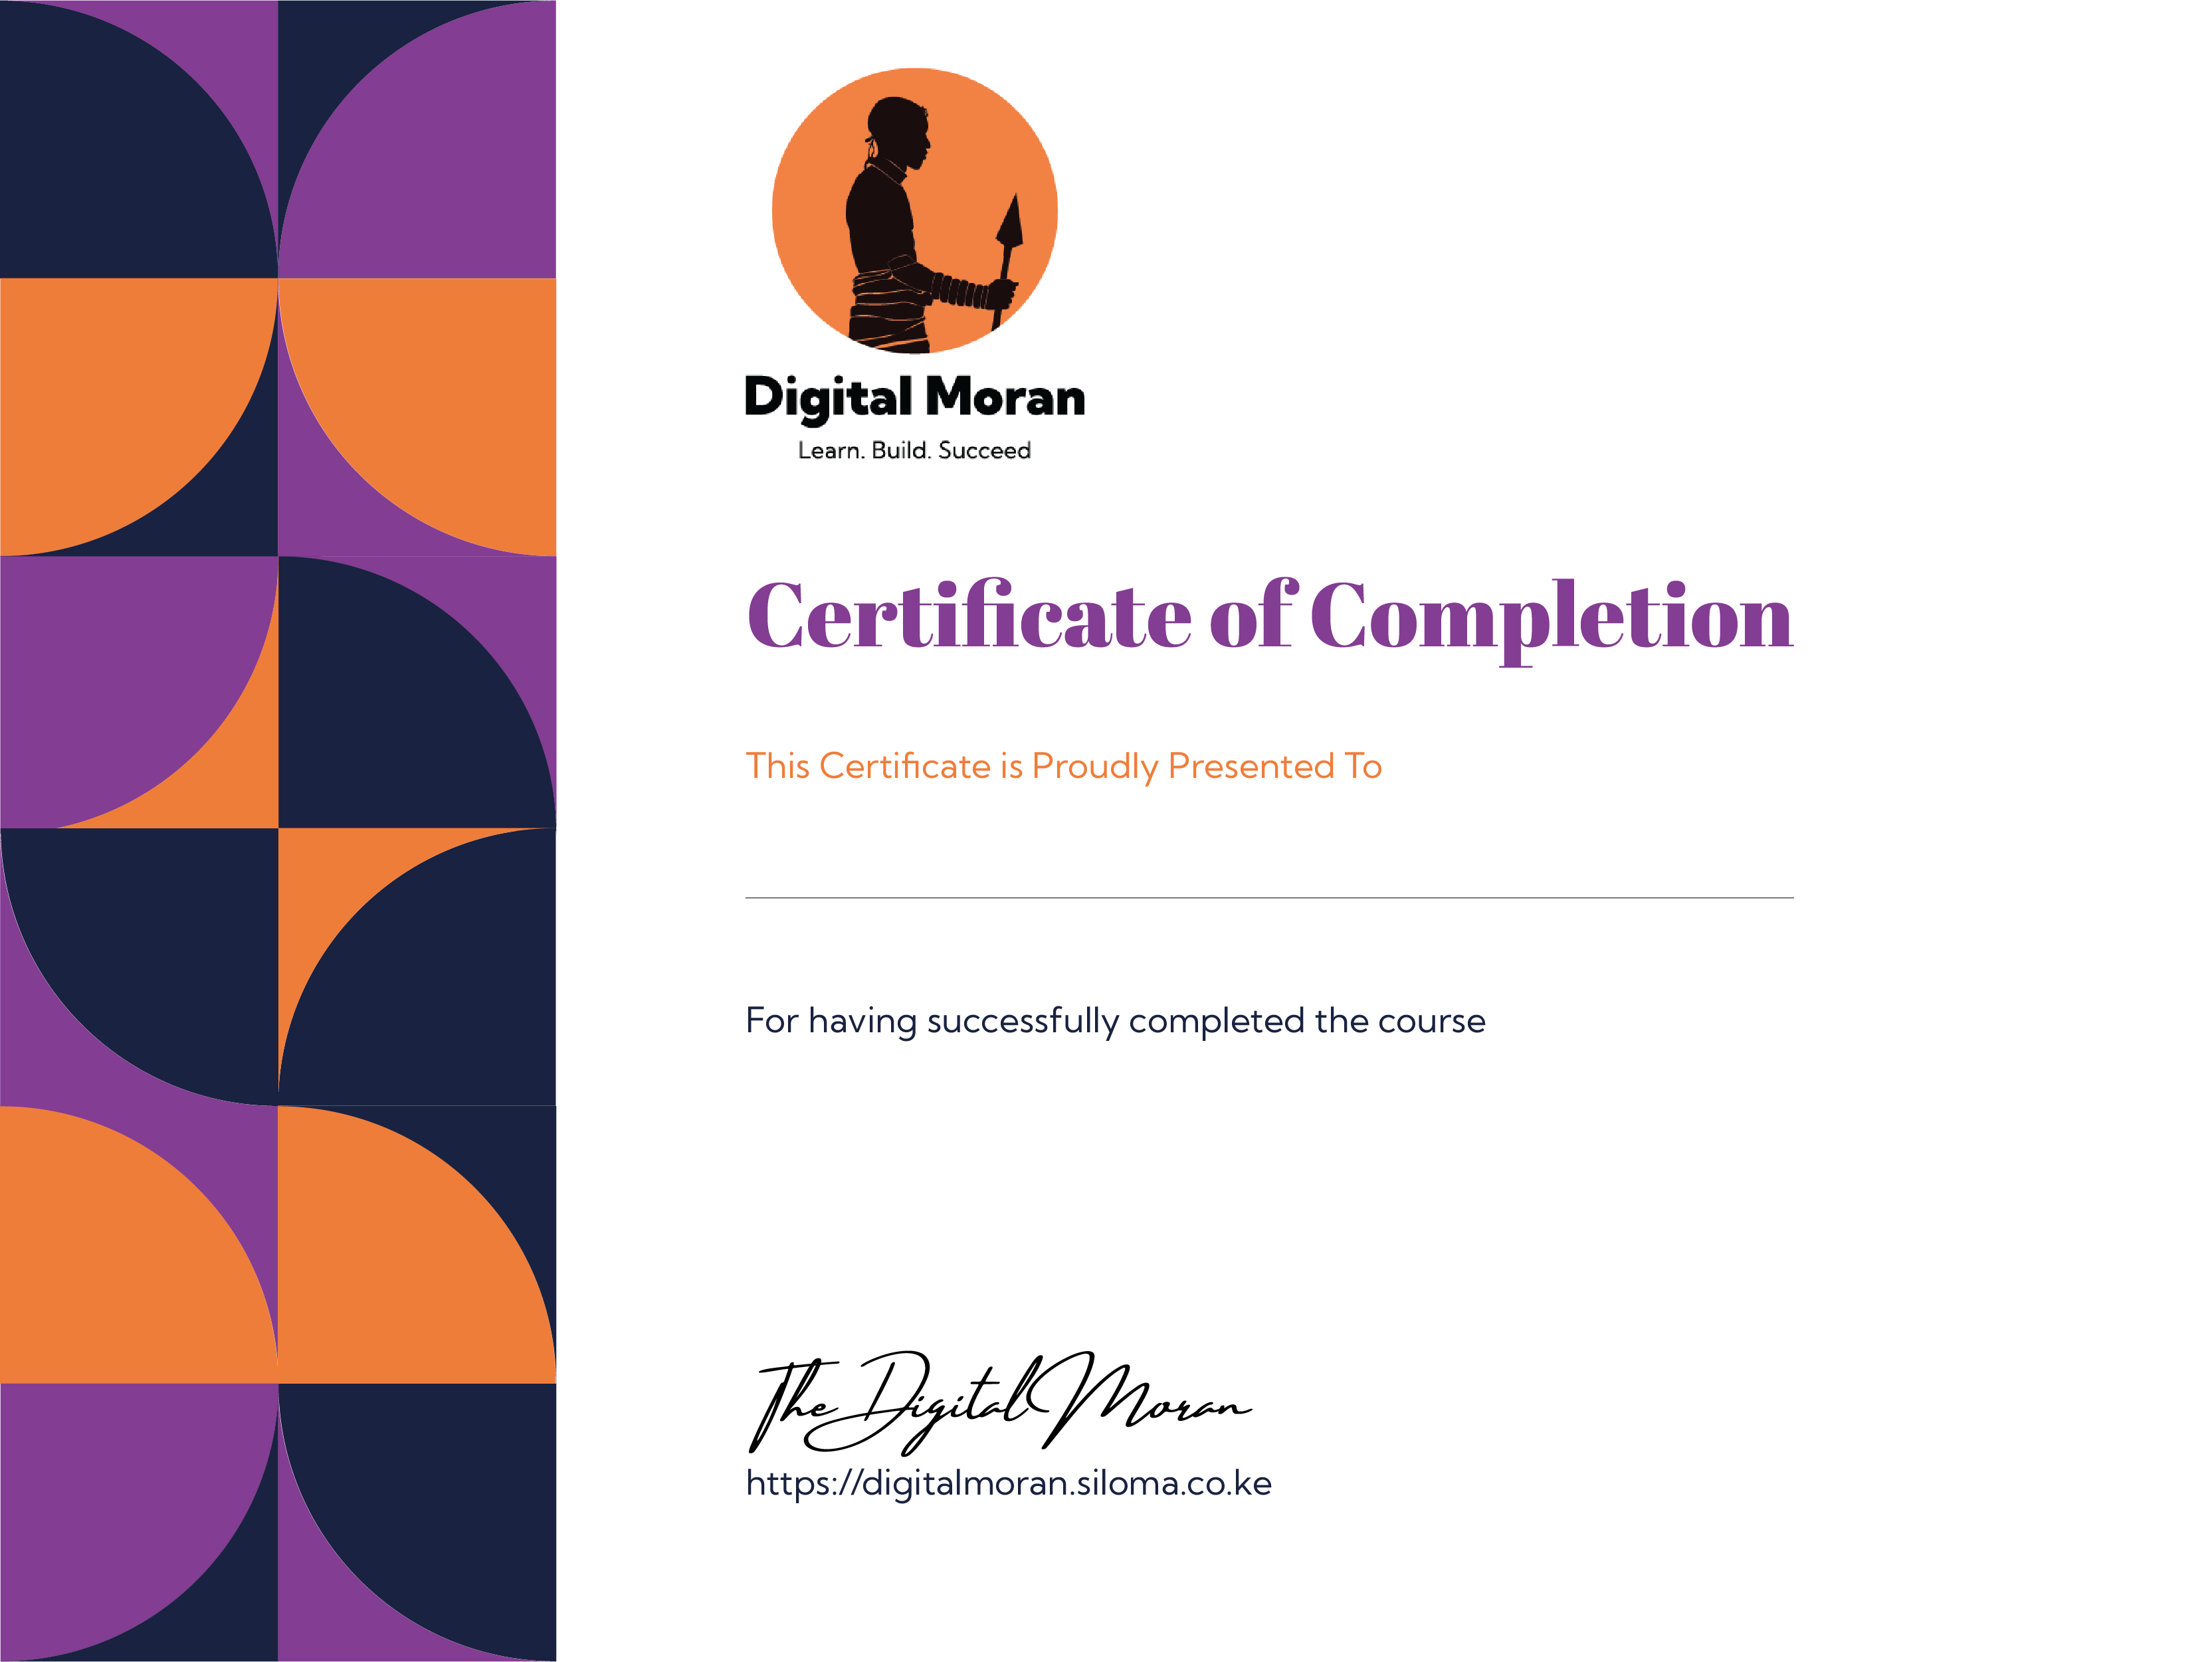 Digital Moran
Learn. Build. Succeed
Certificate of Completion
This Certificate is Proudly Presented To
For having successfully completed the course
The Digital Moran
https://digitalmoran.siloma.co.ke